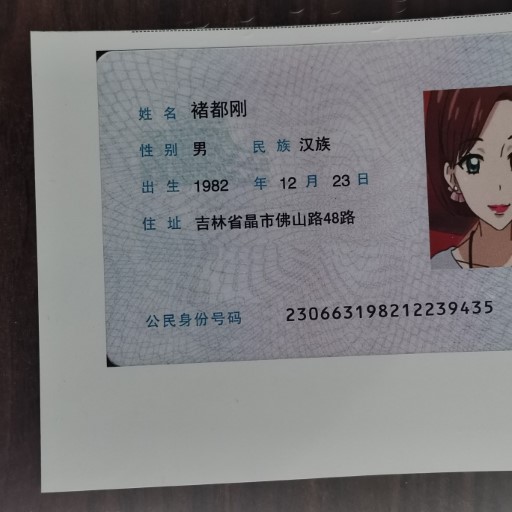 姓名 褚都刚
性别 男 民族 汉族
出生 1982 年 12 月 23 日
住址 吉林省晶市佛山路48路
公民身份号码 230663198212239435